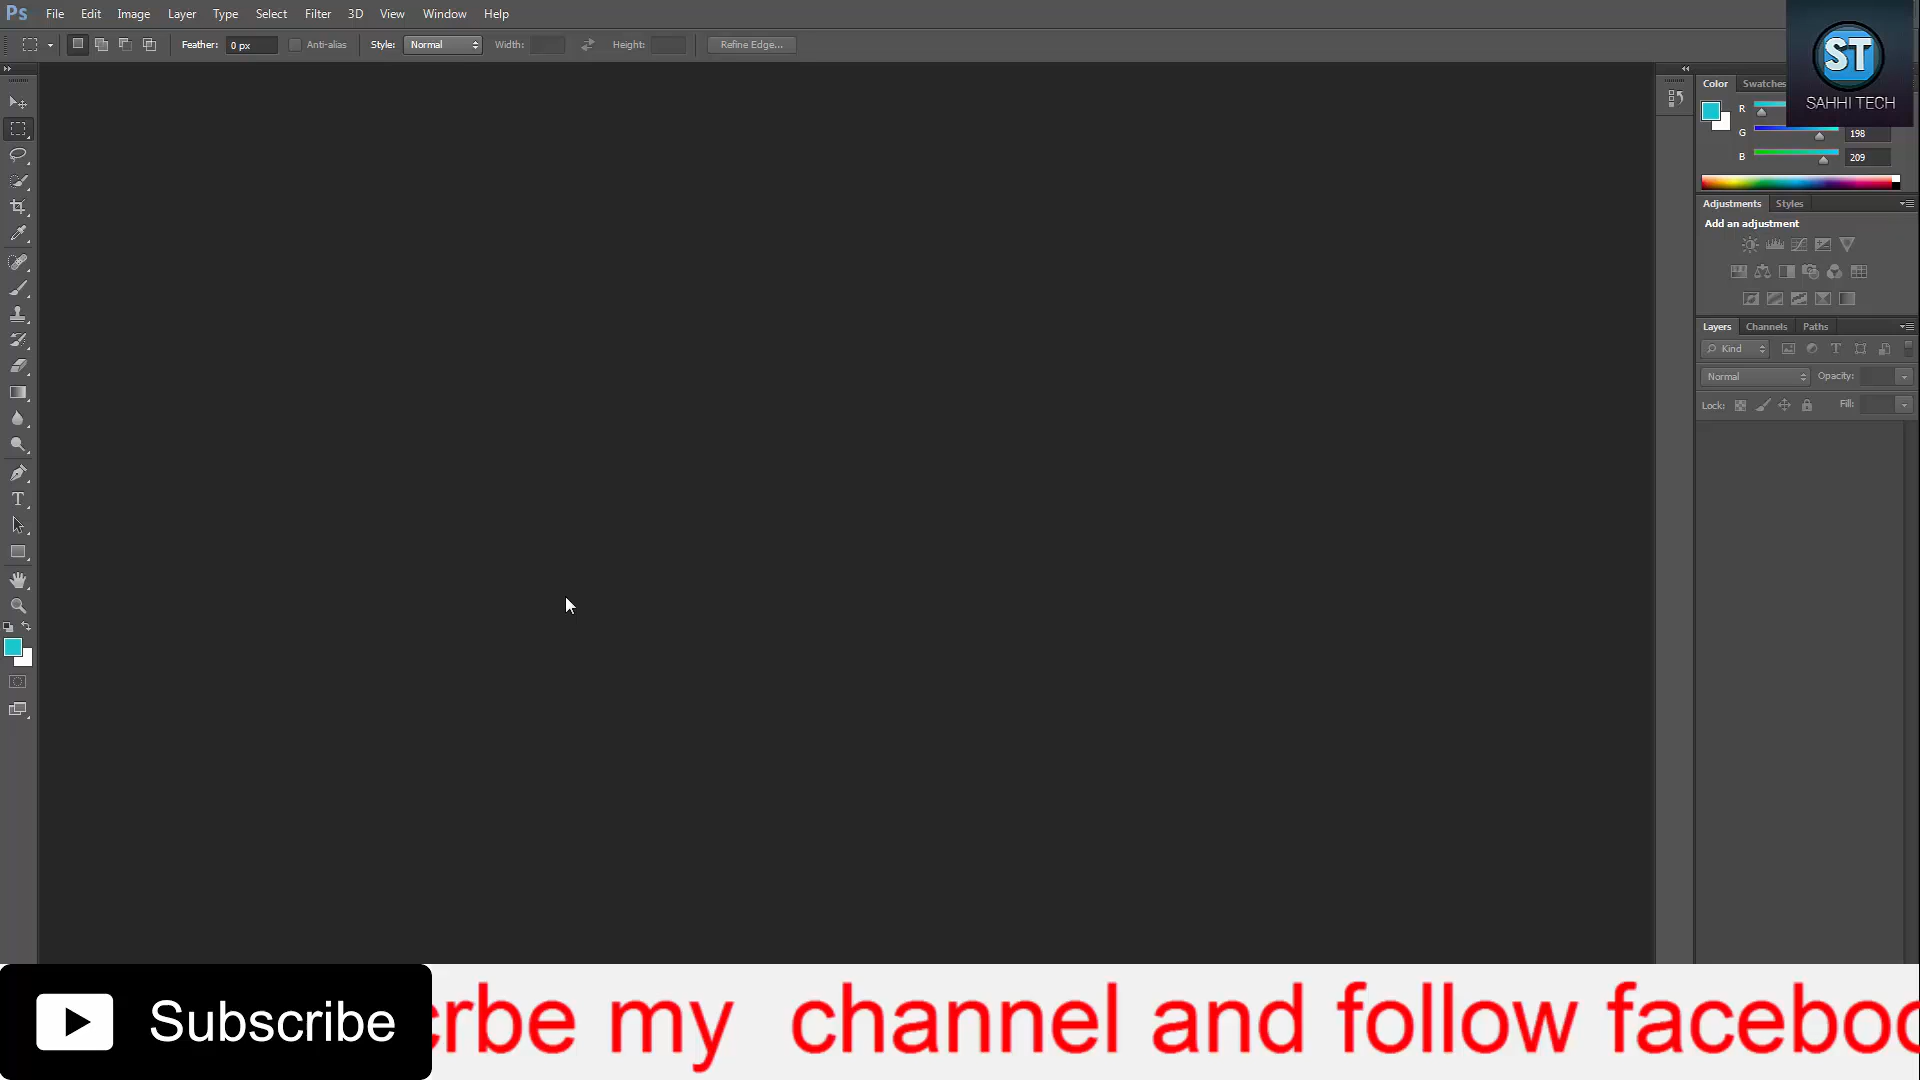 Ps File Edit Image Layer Type Select Filter 3D View Window Help
Feather: 0 px Anti-alias Style: Normal Width: Height: Refine Edge...
ST
SAHHI TECH
Color Swatches
R
G 198
B 209
Adjustments Styles
Add an adjustment
Layers Channels Paths
Kind
Normal Opacity:
Lock: Fill:
T
Subscribe
crbe my channel and follow faceboo